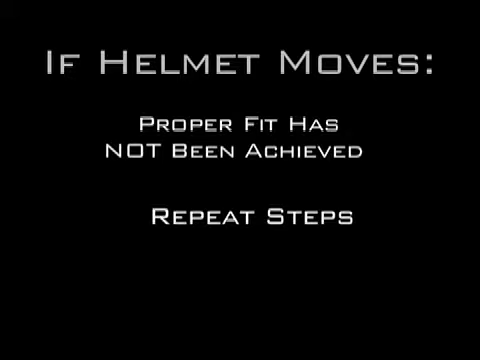 If Helmet Moves:
Proper Fit Has
NOT Been Achieved
Repeat Steps